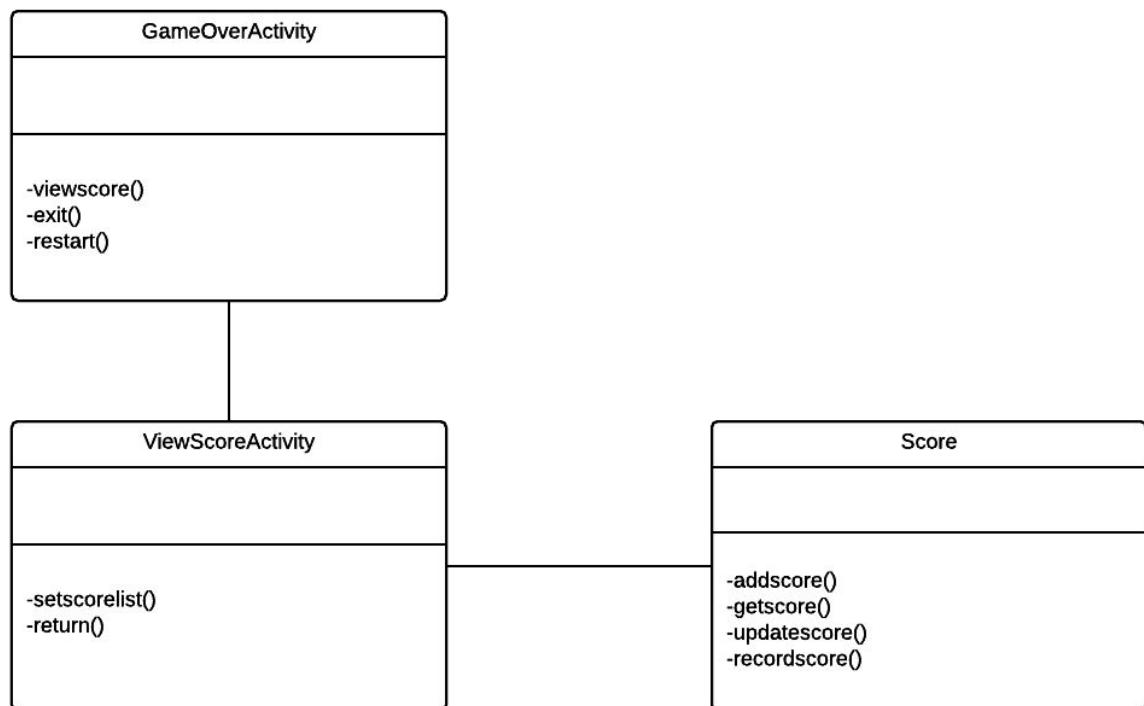 GameOverActivity
-viewscore()
-exit()
-restart()
ViewScoreActivity
-setscorelist()
-return()
Score
-addscore()
-getscore()
-updatescore()
-recordscore()